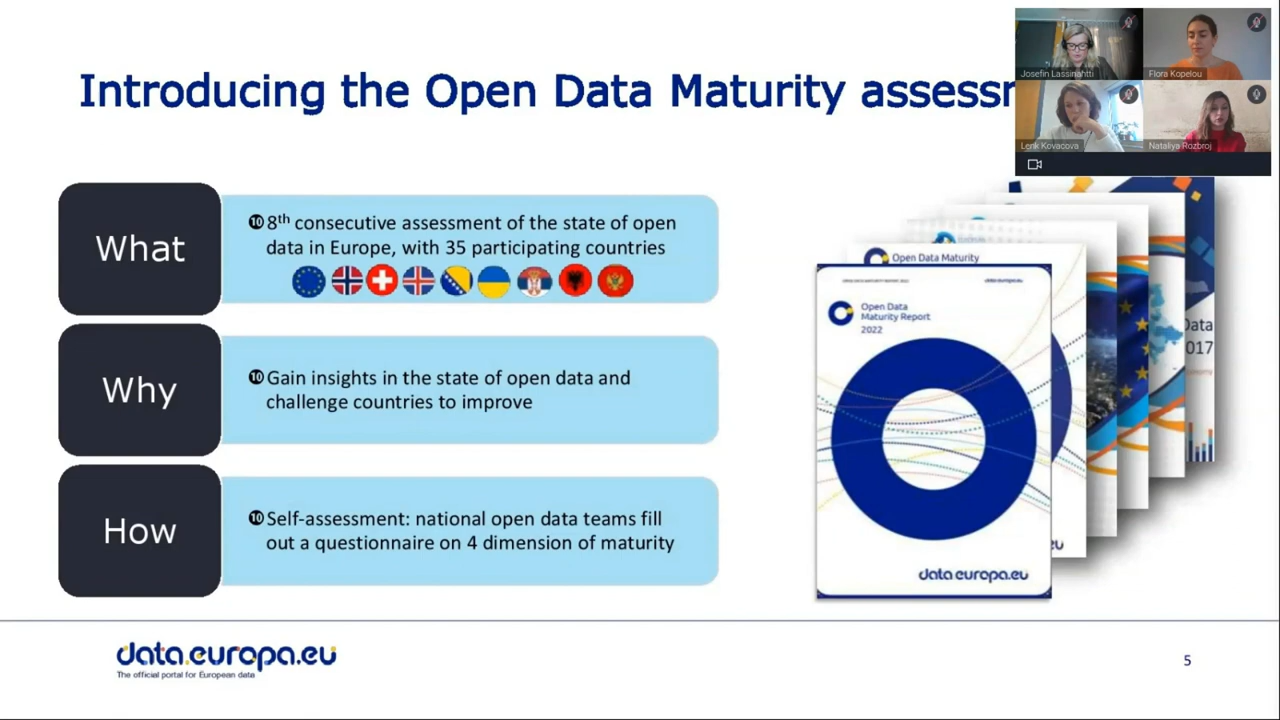 Introducing the Open Data Maturity assessm
Josefin Lassinantti
Flora Kopelou
Lenk Kovacova
Nataliya Rozbroj
What
❿ 8th consecutive assessment of the state of open
data in Europe, with 35 participating countries
Why
❿ Gain insights in the state of open data and
challenge countries to improve
How
❿ Self-assessment: national open data teams fill
out a questionnaire on 4 dimension of maturity
Open Data Maturity
Open Data
Maturity Report
2022
data.europa.eu
Data
017
eu
data.europa.eu
The official portal for European data
5